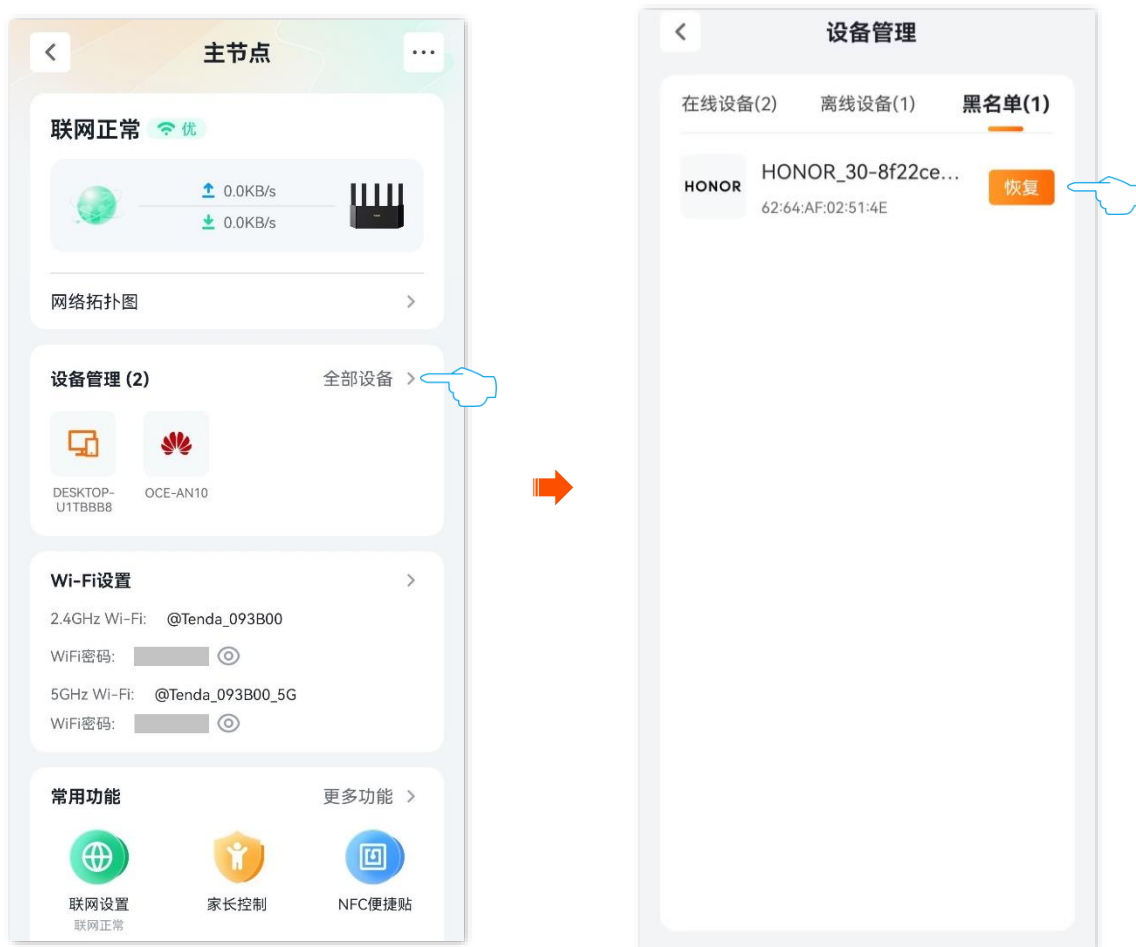 主节点
联网正常 优
0.0KB/s
0.0KB/s
网络拓扑图
设备管理 (2) 全部设备
DESKTOP-
U1TBBB8
OCE-AN10
Wi-Fi设置
2.4GHz Wi-Fi: @Tenda_093B00
WiFi密码:
5GHz Wi-Fi: @Tenda_093B00_5G
WiFi密码:
常用功能 更多功能
联网设置 家长控制 NFC便捷贴
联网正常
设备管理
在线设备(2) 离线设备(1) 黑名单(1)
HONOR
HONOR_30-8f22ce...
62:64:AF:02:51:4E
恢复